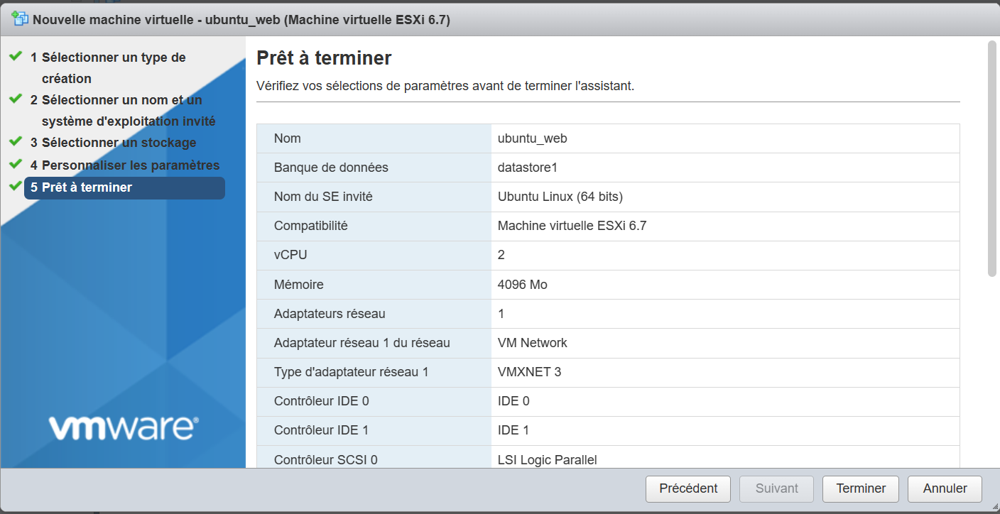 Nouvelle machine virtuelle - ubuntu_web (Machine virtuelle ESXi 6.7)
1 Sélectionner un type de
création
2 Sélectionner un nom et un
système d'exploitation invité
3 Sélectionner un stockage
4 Personnaliser les paramètres
5 Prêt à terminer
vmware®
Prêt à terminer
Vérifiez vos sélections de paramètres avant de terminer l'assistant.
Nom ubuntu_web
Banque de données datastore1
Nom du SE invité Ubuntu Linux (64 bits)
Compatibilité Machine virtuelle ESXi 6.7
vCPU 2
Mémoire 4096 Mo
Adaptateurs réseau 1
Adaptateur réseau 1 du réseau VM Network
Type d'adaptateur réseau 1 VMXNET 3
Contrôleur IDE 0 IDE 0
Contrôleur IDE 1 IDE 1
Contrôleur SCSI 0 LSI Logic Parallel
Précédent Suivant Terminer Annuler